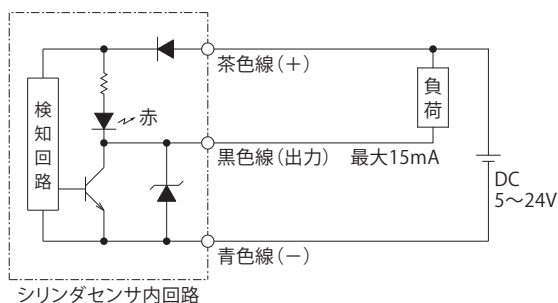 茶色線（＋）
検知回路
赤
負荷
黒色線（出力） 最大15mA
DC
5〜24V
青色線（－）
シリンダセンサ内回路